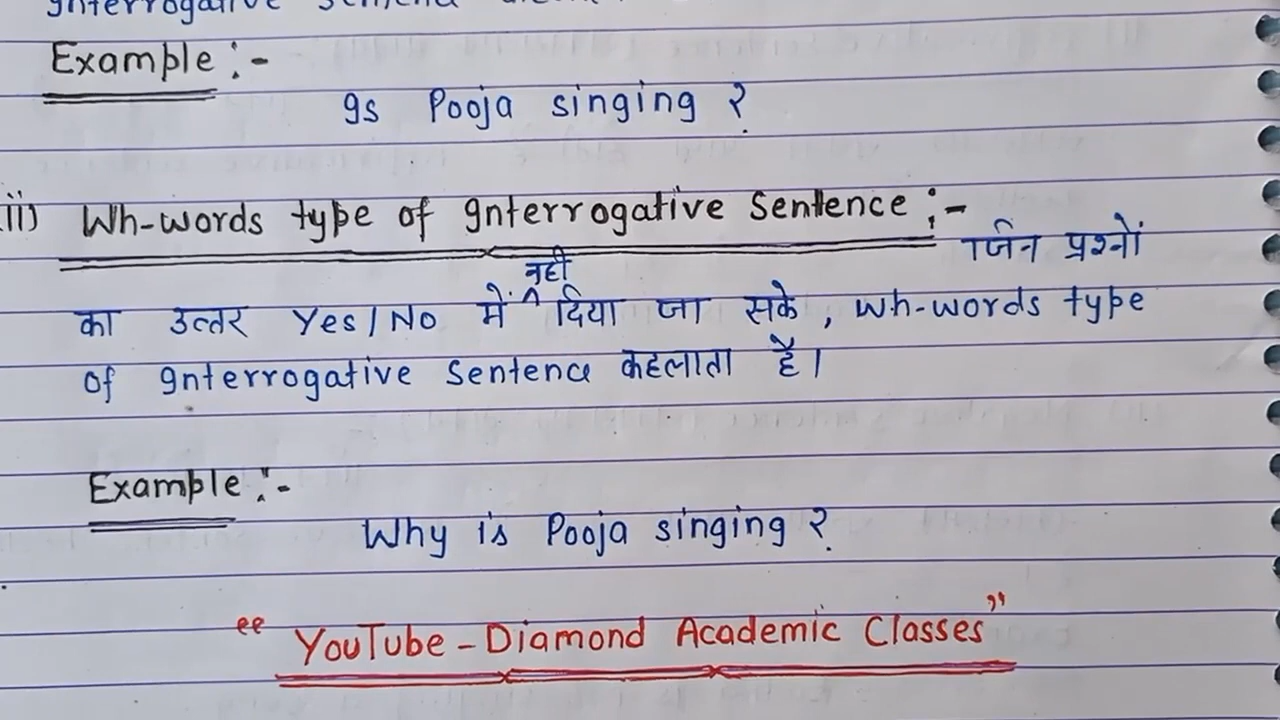 Interrogative
Example :-
Is Pooja singing ?
(ii) Wh-words type of Interrogative Sentence :- जिन प्रश्नों
नहीं
का उत्तर Yes/No में ^ दिया जा सके , wh-words type
of Interrogative Sentence कहलाता है।
Example :-
Why is Pooja singing ?
“ YouTube - Diamond Academic Classes ”